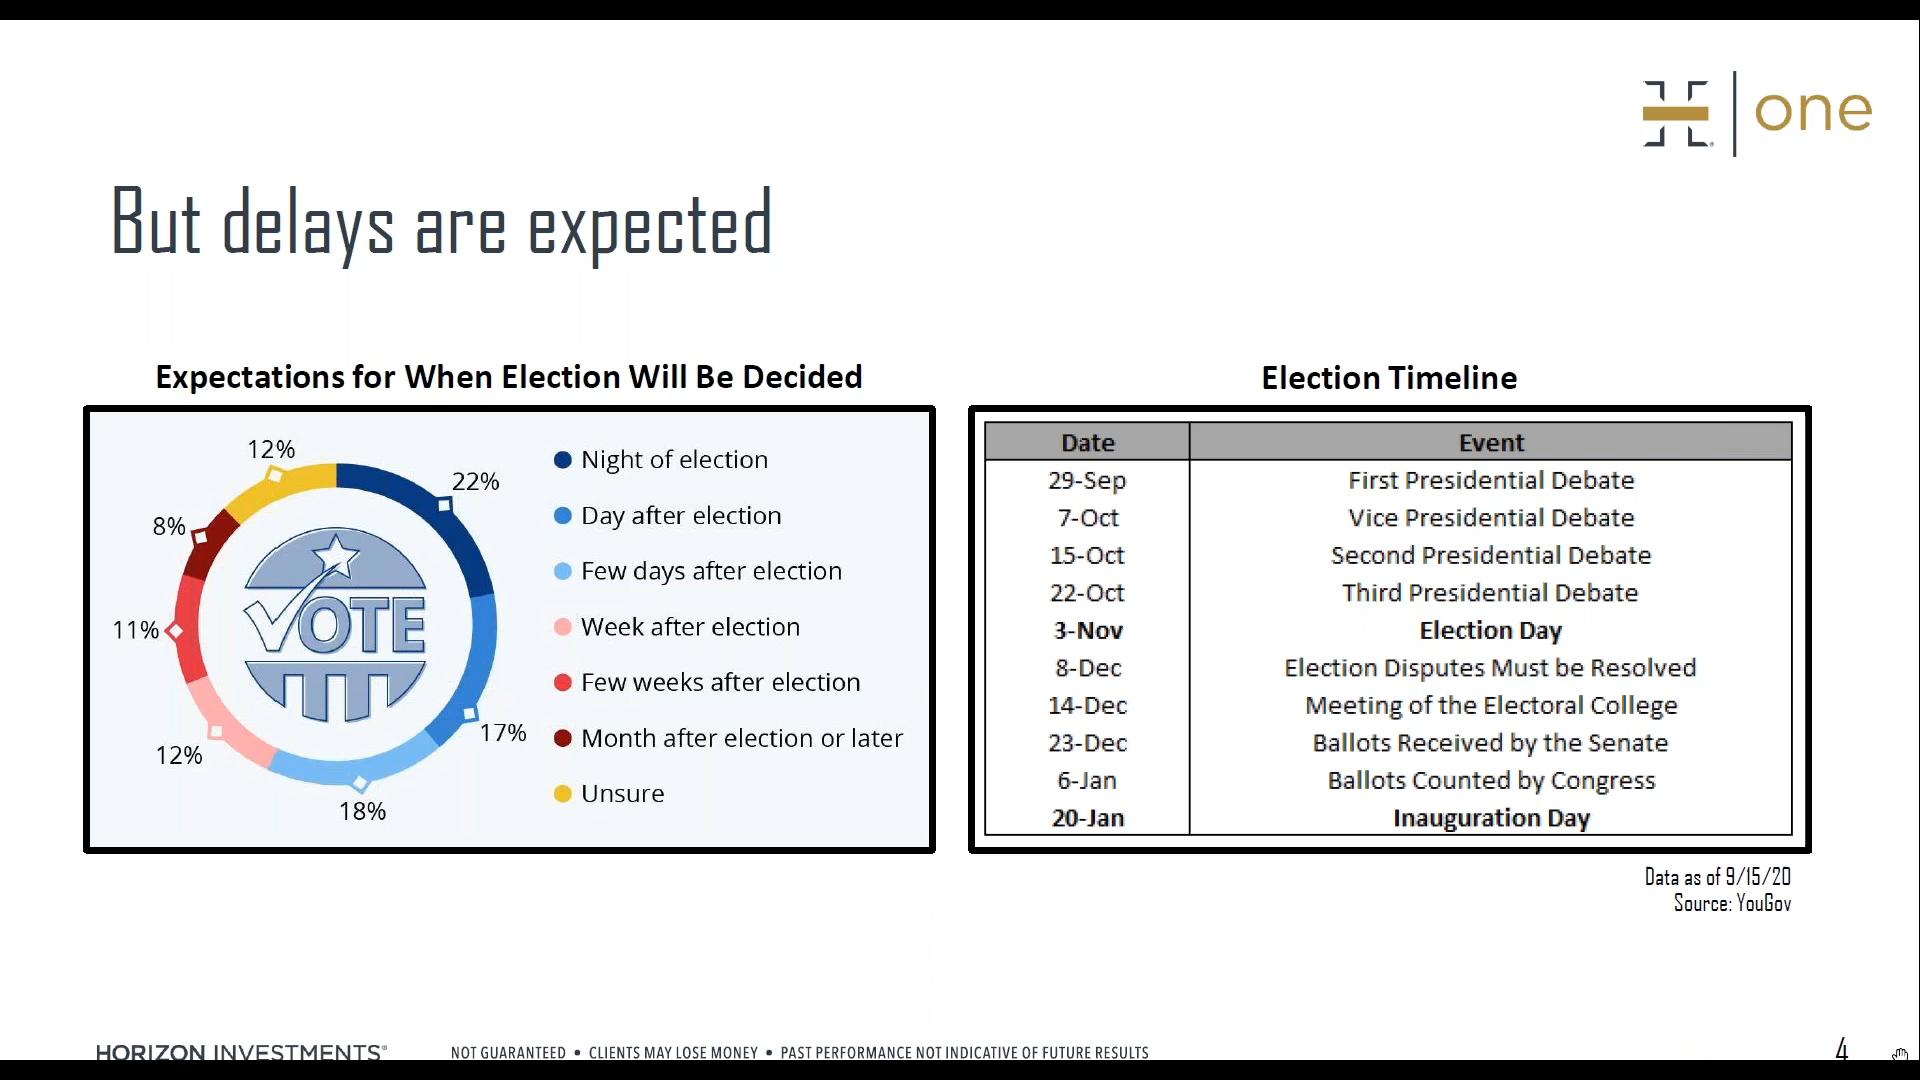 one
But delays are expected
Expectations for When Election Will Be Decided
12%
22%
8%
11%
12%
17%
18%
VOTE
Night of election
Day after election
Few days after election
Week after election
Few weeks after election
Month after election or later
Unsure
Election Timeline
Date Event
29-Sep First Presidential Debate
7-Oct Vice Presidential Debate
15-Oct Second Presidential Debate
22-Oct Third Presidential Debate
3-Nov Election Day
8-Dec Election Disputes Must be Resolved
14-Dec Meeting of the Electoral College
23-Dec Ballots Received by the Senate
6-Jan Ballots Counted by Congress
20-Jan Inauguration Day
Data as of 9/15/20
Source: YouGov
HORIZON INVESTMENTS® NOT GUARANTEED • CLIENTS MAY LOSE MONEY • PAST PERFORMANCE NOT INDICATIVE OF FUTURE RESULTS 4